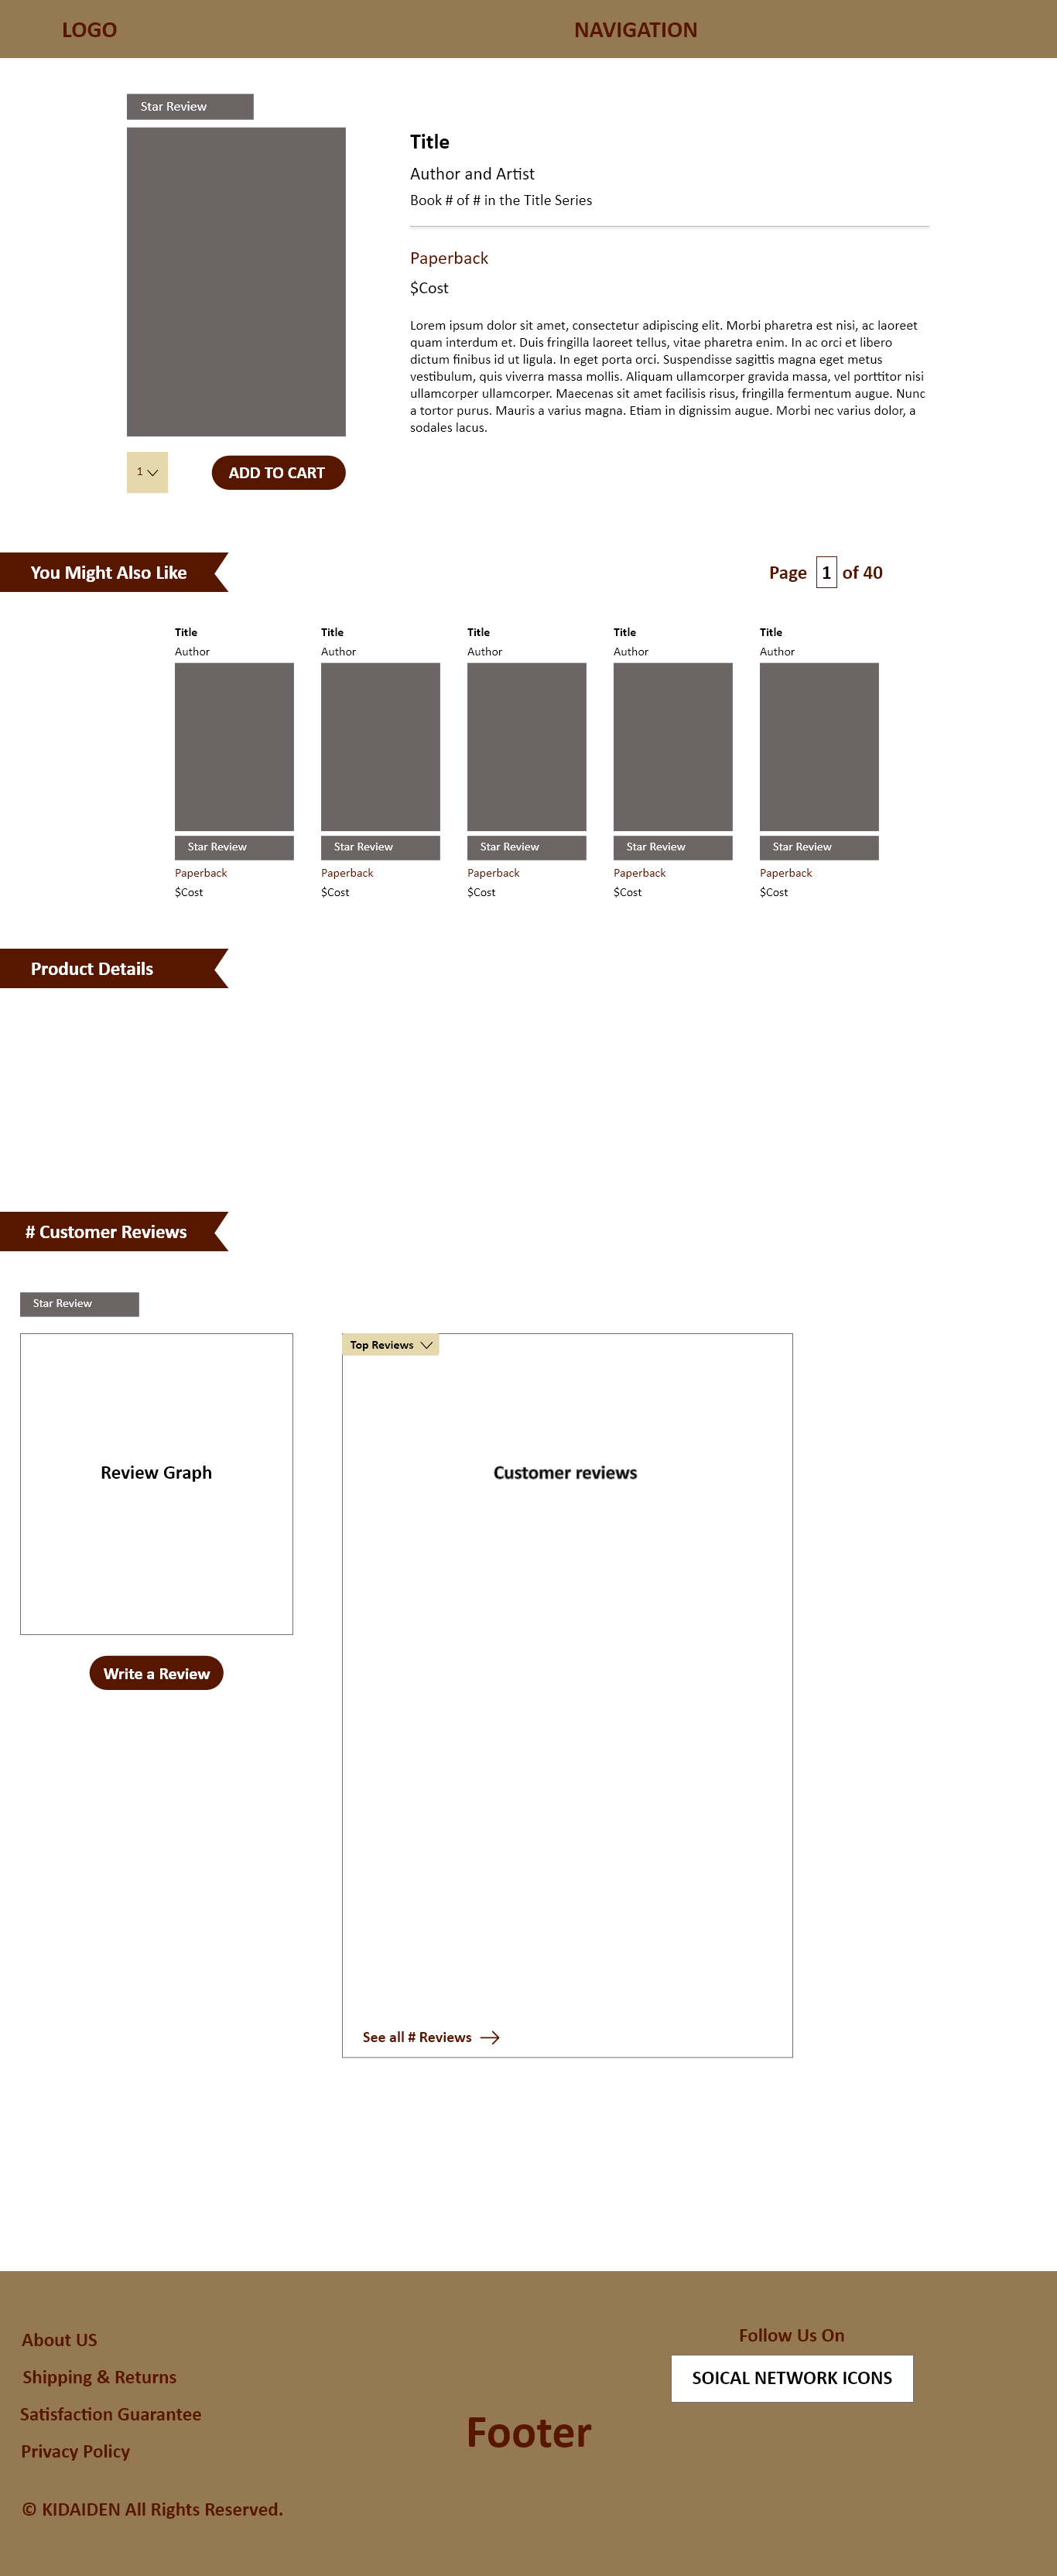 LOGO
NAVIGATION
Star Review
Title
Author and Artist
Book # of # in the Title Series
Paperback
$Cost
Lorem ipsum dolor sit amet, consectetur adipiscing elit. Morbi pharetra est nisi, ac laoreet
quam interdum et. Duis fringilla laoreet tellus, vitae pharetra enim. In ac orci et libero
dictum finibus id ut ligula. In eget porta orci. Suspendisse sagittis magna eget metus
vestibulum, quis viverra massa mollis. Aliquam ullamcorper gravida massa, vel porttitor nisi
ullamcorper ullamcorper. Maecenas sit amet facilisis risus, fringilla fermentum augue. Nunc
a tortor purus. Mauris a varius magna. Etiam in dignissim augue. Morbi nec varius dolor, a
sodales lacus.
1
ADD TO CART
You Might Also Like
Page 1 of 40
Title
Author
Star Review
Paperback
$Cost
Title
Author
Star Review
Paperback
$Cost
Title
Author
Star Review
Paperback
$Cost
Title
Author
Star Review
Paperback
$Cost
Title
Author
Star Review
Paperback
$Cost
Product Details
# Customer Reviews
Star Review
Review Graph
Write a Review
Top Reviews
Customer reviews
See all # Reviews
About US
Shipping & Returns
Satisfaction Guarantee
Privacy Policy
© KIDAIDEN All Rights Reserved.
Footer
Follow Us On
SOICAL NETWORK ICONS